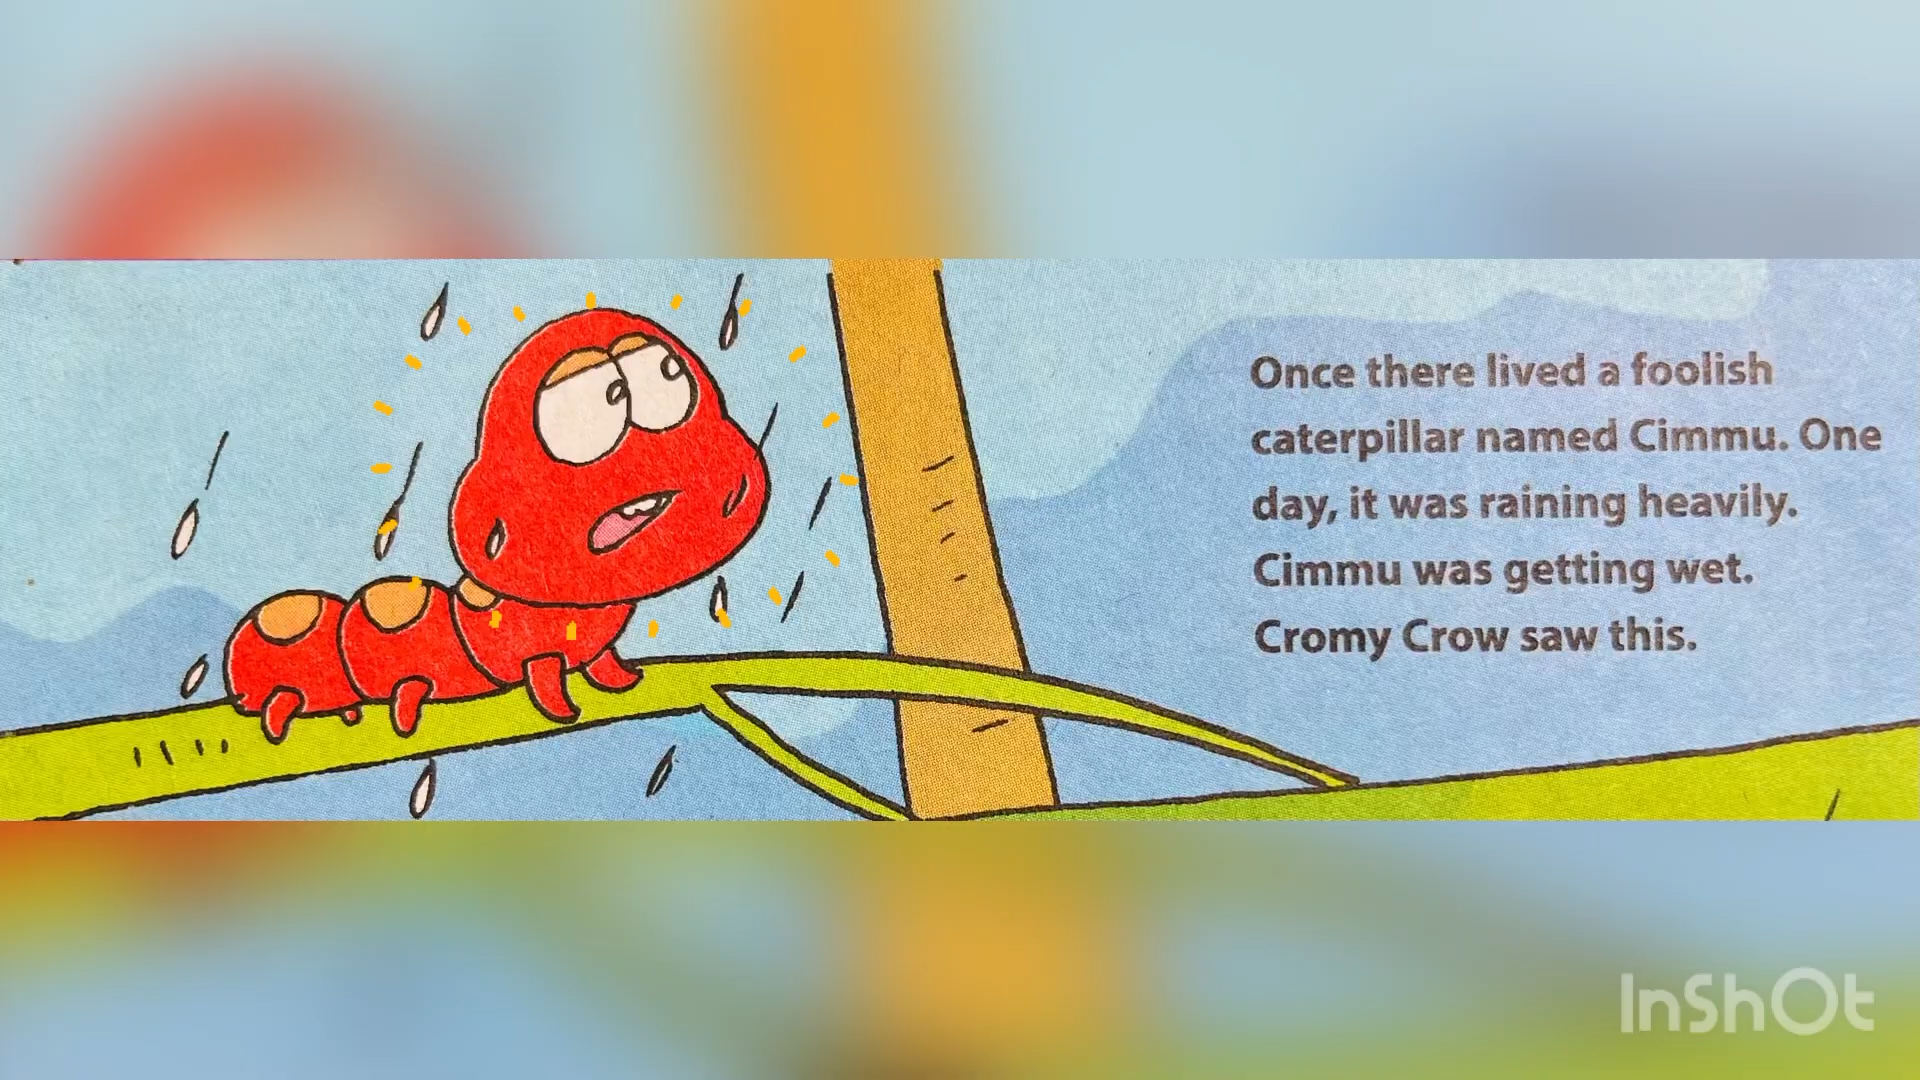 Once there lived a foolish
caterpillar named Cimmu. One
day, it was raining heavily.
Cimmu was getting wet.
Cromy Crow saw this.
InShOt